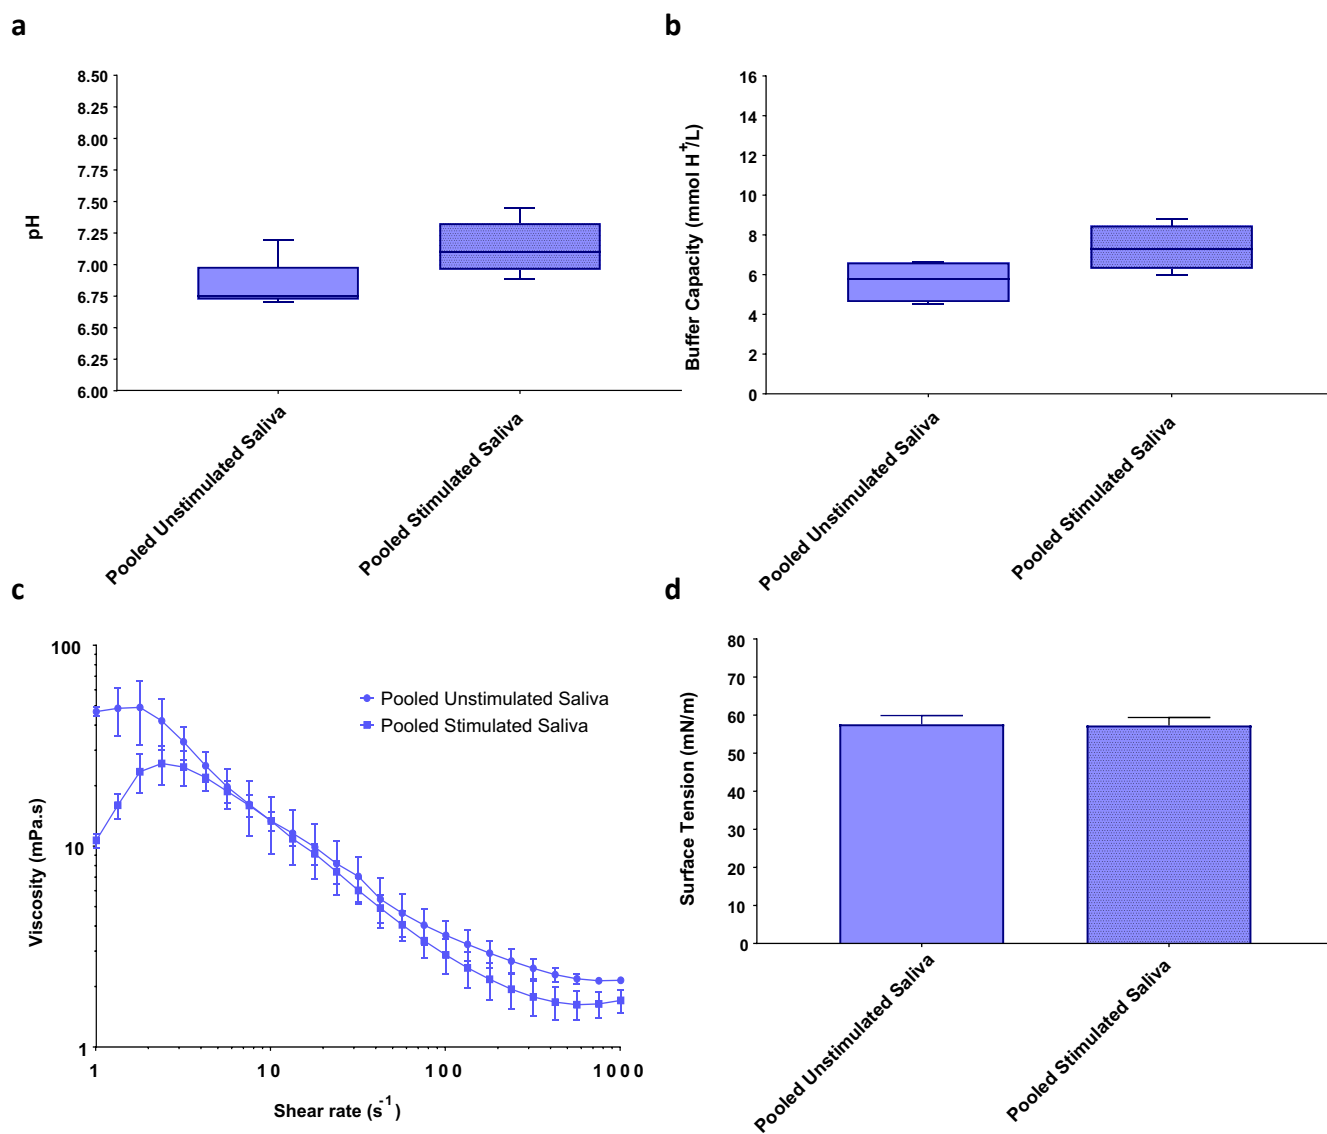 a
pH
8.50
8.25
8.00
7.75
7.50
7.25
7.00
6.75
6.50
6.25
6.00
Pooled Unstimulated Saliva
Pooled Stimulated Saliva
b
Buffer Capacity (mmol H+/L)
16
14
12
10
8
6
4
2
0
Pooled Unstimulated Saliva
Pooled Stimulated Saliva
c
Viscosity (mPa.s)
100
10
1
Pooled Unstimulated Saliva
Pooled Stimulated Saliva
1
10
100
1000
Shear rate (s-1)
d
Surface Tension (mN/m)
80
70
60
50
40
30
20
10
0
Pooled Unstimulated Saliva
Pooled Stimulated Saliva